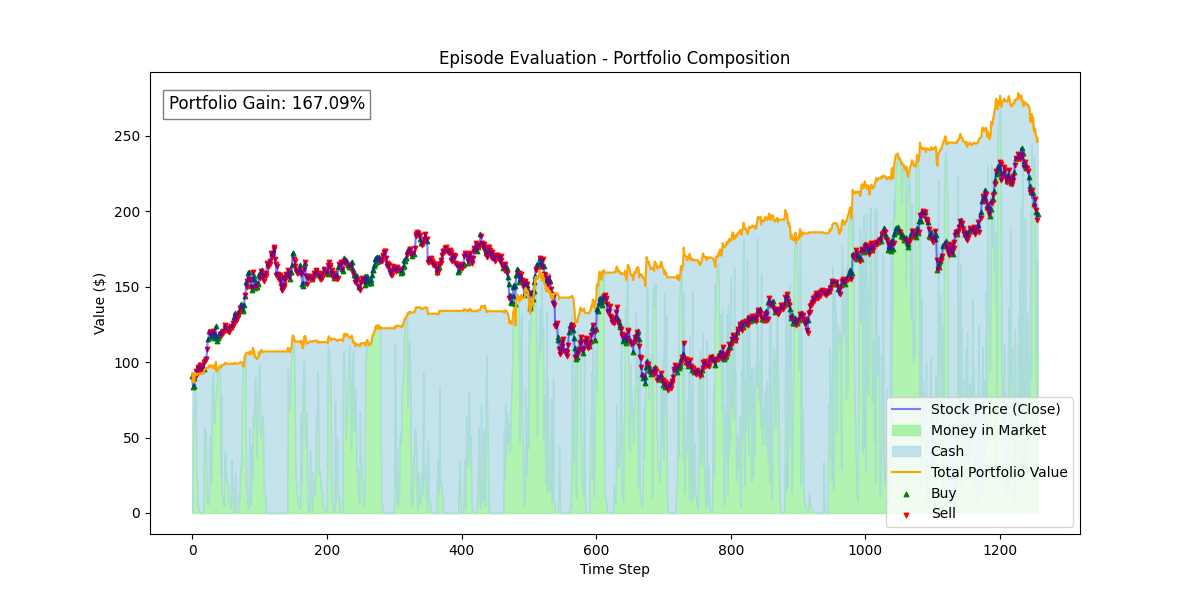 Episode Evaluation - Portfolio Composition
Portfolio Gain: 167.09%
Value ($)
250
200
150
100
50
0
Stock Price (Close)
Money in Market
Cash
Total Portfolio Value
Buy
Sell
0 200 400 600 800 1000 1200
Time Step